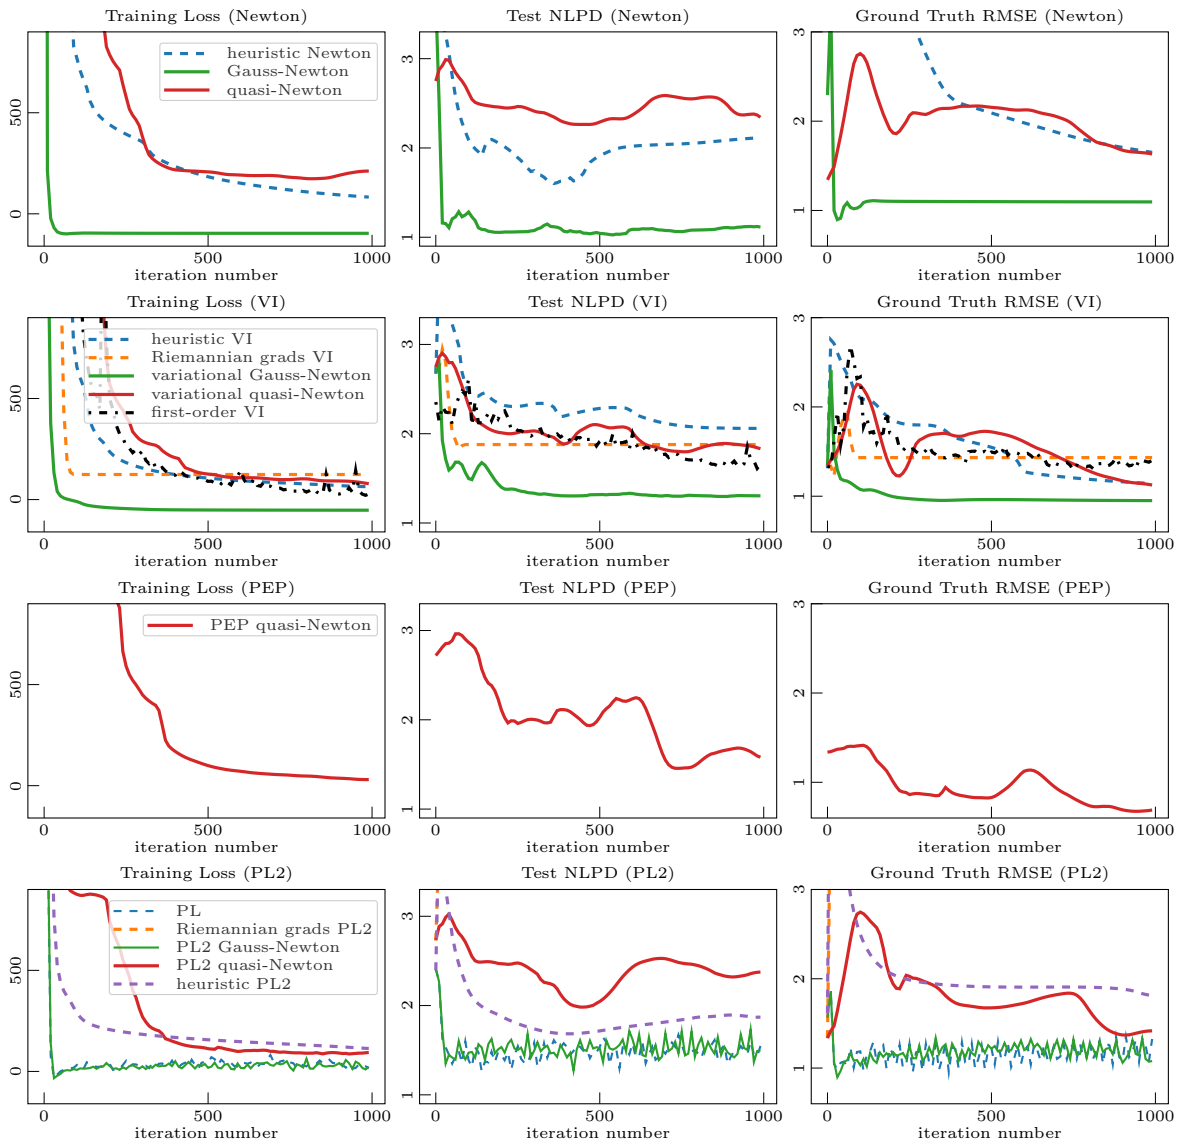 Training Loss (Newton)
Test NLPD (Newton)
Ground Truth RMSE (Newton)
heuristic Newton
Gauss-Newton
quasi-Newton
0
500
1
2
3
1
2
3
0
500
1000
0
500
1000
0
500
1000
iteration number
iteration number
iteration number
Training Loss (VI)
Test NLPD (VI)
Ground Truth RMSE (VI)
heuristic VI
Riemannian grads VI
variational Gauss-Newton
variational quasi-Newton
first-order VI
0
500
1
2
3
1
2
3
0
500
1000
0
500
1000
0
500
1000
iteration number
iteration number
iteration number
Training Loss (PEP)
Test NLPD (PEP)
Ground Truth RMSE (PEP)
PEP quasi-Newton
0
500
1
2
3
1
2
3
0
500
1000
0
500
1000
0
500
1000
iteration number
iteration number
iteration number
Training Loss (PL2)
Test NLPD (PL2)
Ground Truth RMSE (PL2)
PL
Riemannian grads PL2
PL2 Gauss-Newton
PL2 quasi-Newton
heuristic PL2
0
500
1
2
3
1
2
3
0
500
1000
0
500
1000
0
500
1000
iteration number
iteration number
iteration number